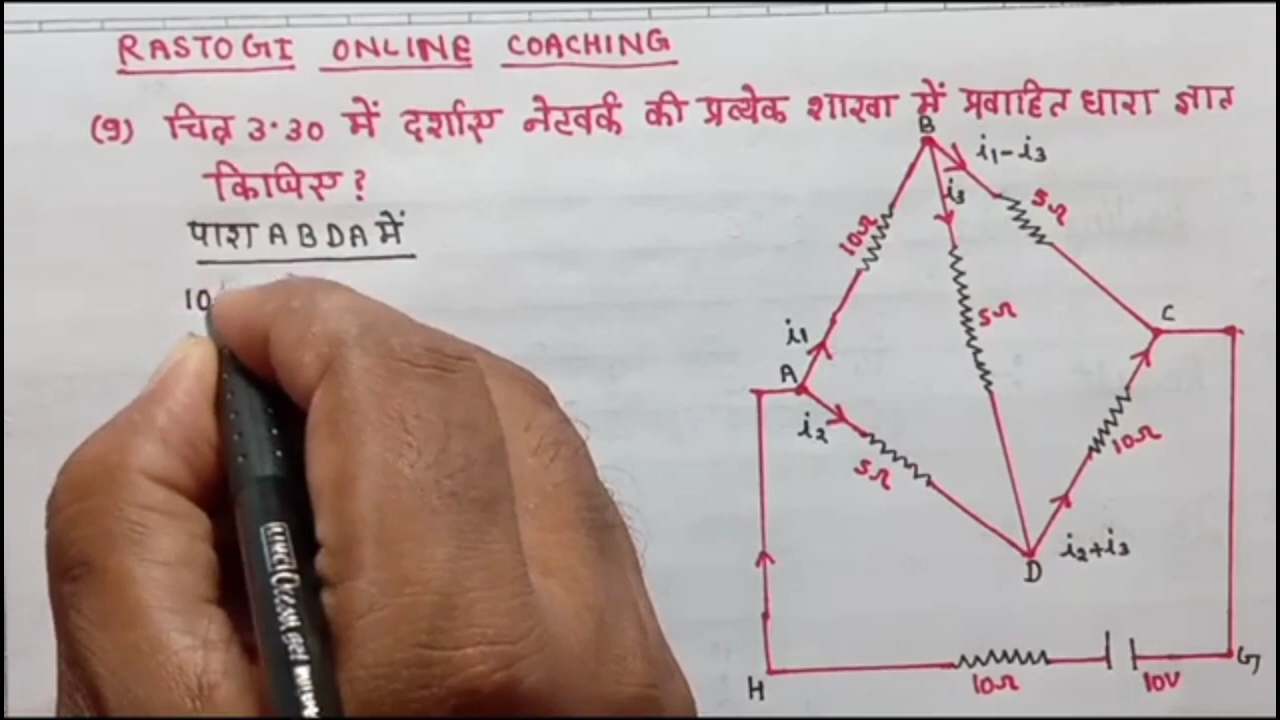 RASTOGI ONLINE COACHING
(9) चित्र 3.30 में दर्शाए नेटवर्क की प्रत्येक शाखा में प्रवाहित धारा ज्ञात
किजिए ?
पाश A B D A में
10
B
i₁-i₃
i₃
5Ω
10Ω
5Ω
i₁
C
A
i₂
5Ω
10Ω
i₂+i₃
D
H
10Ω
10V
G